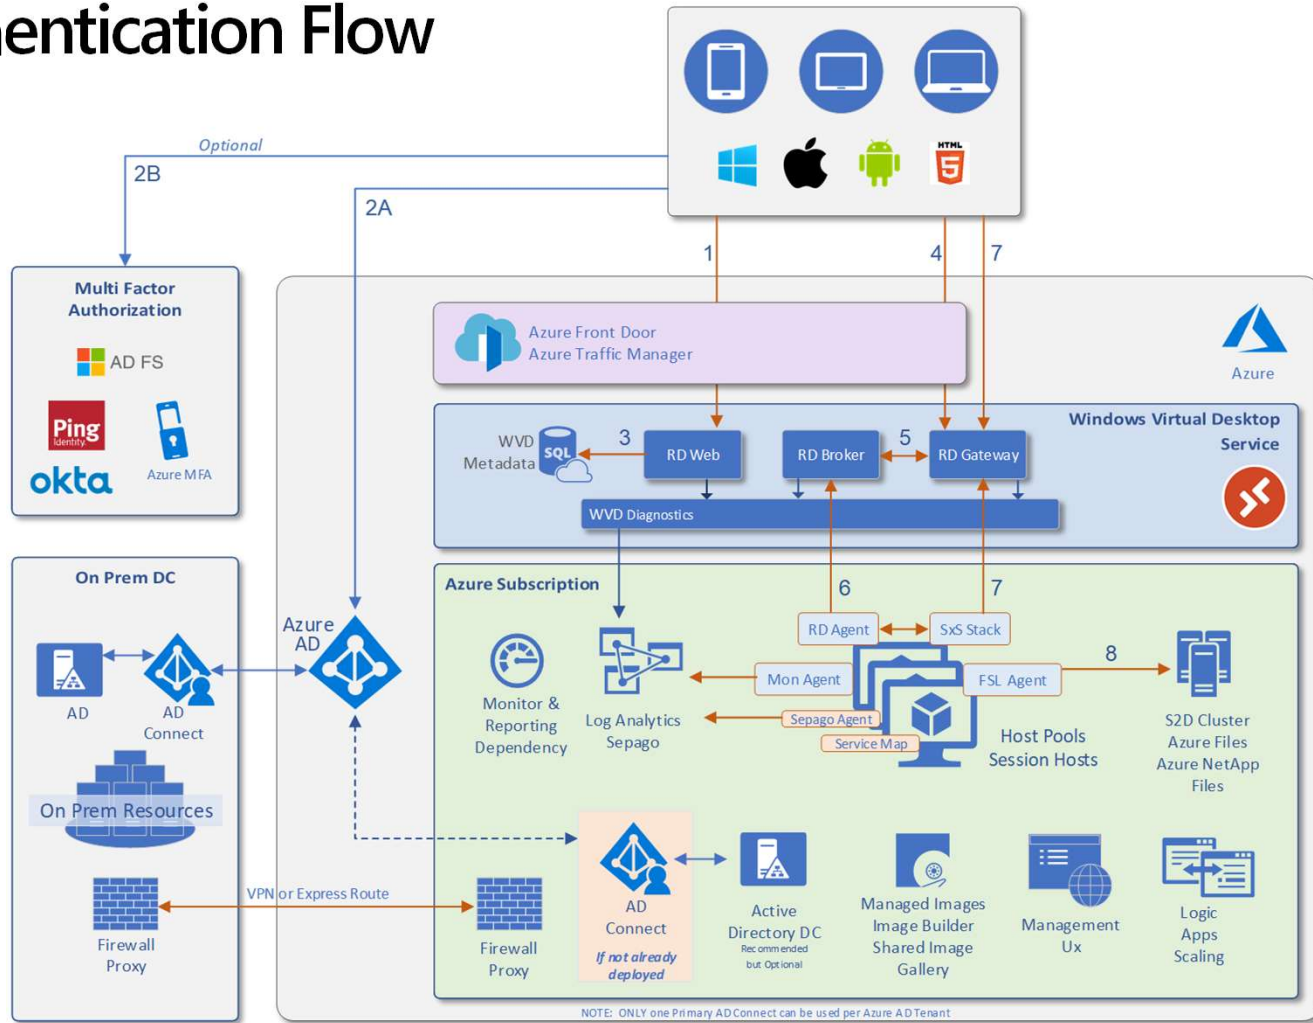 nentication Flow
HTML
5
Optional
2B
2A
1
4
7
Multi Factor
Authorization
AD FS
Ping
Identity.
okta
Azure MFA
Azure Front Door
Azure Traffic Manager
Azure
Windows Virtual Desktop
Service
WVD
Metadata
SQL
3
RD Web
RD Broker
5
RD Gateway
WVD Diagnostics
On Prem DC
AD
AD
Connect
On Prem Resources
Firewall
Proxy
VPN or Express Route
Azure
AD
Azure Subscription
6
7
RD Agent
SxS Stack
Mon Agent
FSL Agent
8
Sepago Agent
Service Map
Monitor &
Reporting
Dependency
Log Analytics
Sepago
Host Pools
Session Hosts
S2D Cluster
Azure Files
Azure NetApp
Files
Firewall
Proxy
AD
Connect
If not already
deployed
Active
Directory DC
Recommended
but Optional
Managed Images
Image Builder
Shared Image
Gallery
Management
Ux
Logic
Apps
Scaling
NOTE: ONLY one Primary AD Connect can be used per Azure AD Tenant